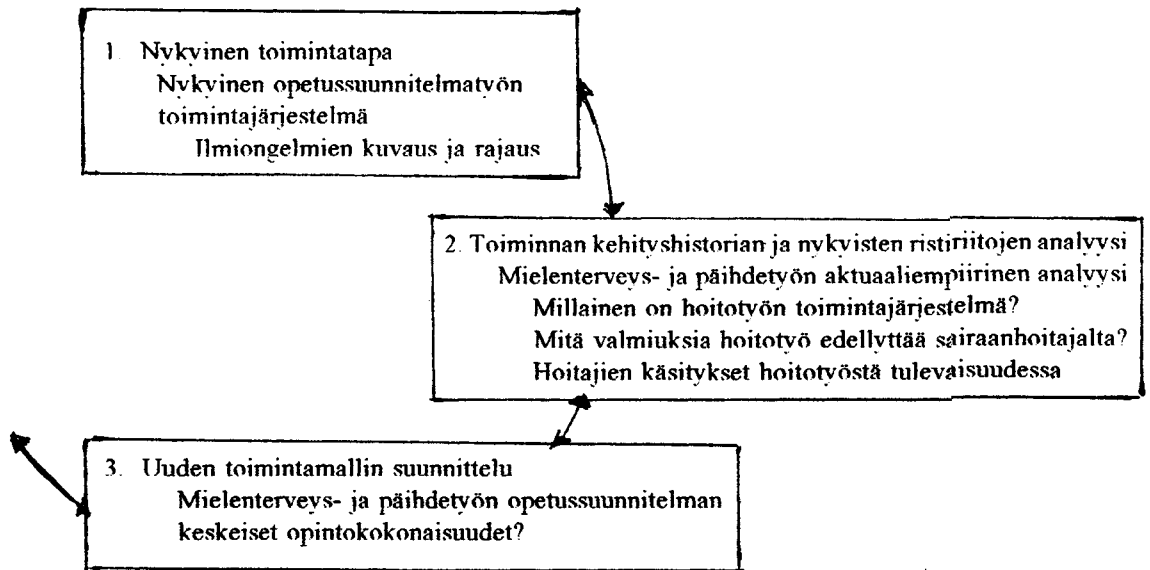 1. Nykyinen toimintatapa
Nykyinen opetussuunnitelmatyön
toimintajärjestelmä
Ilmiongelmien kuvaus ja rajaus
2. Toiminnan kehityshistorian ja nykyisten ristiriitojen analyysi
Mielenterveys- ja päihdetyön aktuaaliempiirinen analyysi
Millainen on hoitotyön toimintajärjestelmä?
Mitä valmiuksia hoitotyö edellyttää sairaanhoitajalta?
Hoitajien käsitykset hoitotyöstä tulevaisuudessa
3. Uuden toimintamallin suunnittelu
Mielenterveys- ja päihdetyön opetussuunnitelman
keskeiset opintokokonaisuudet?